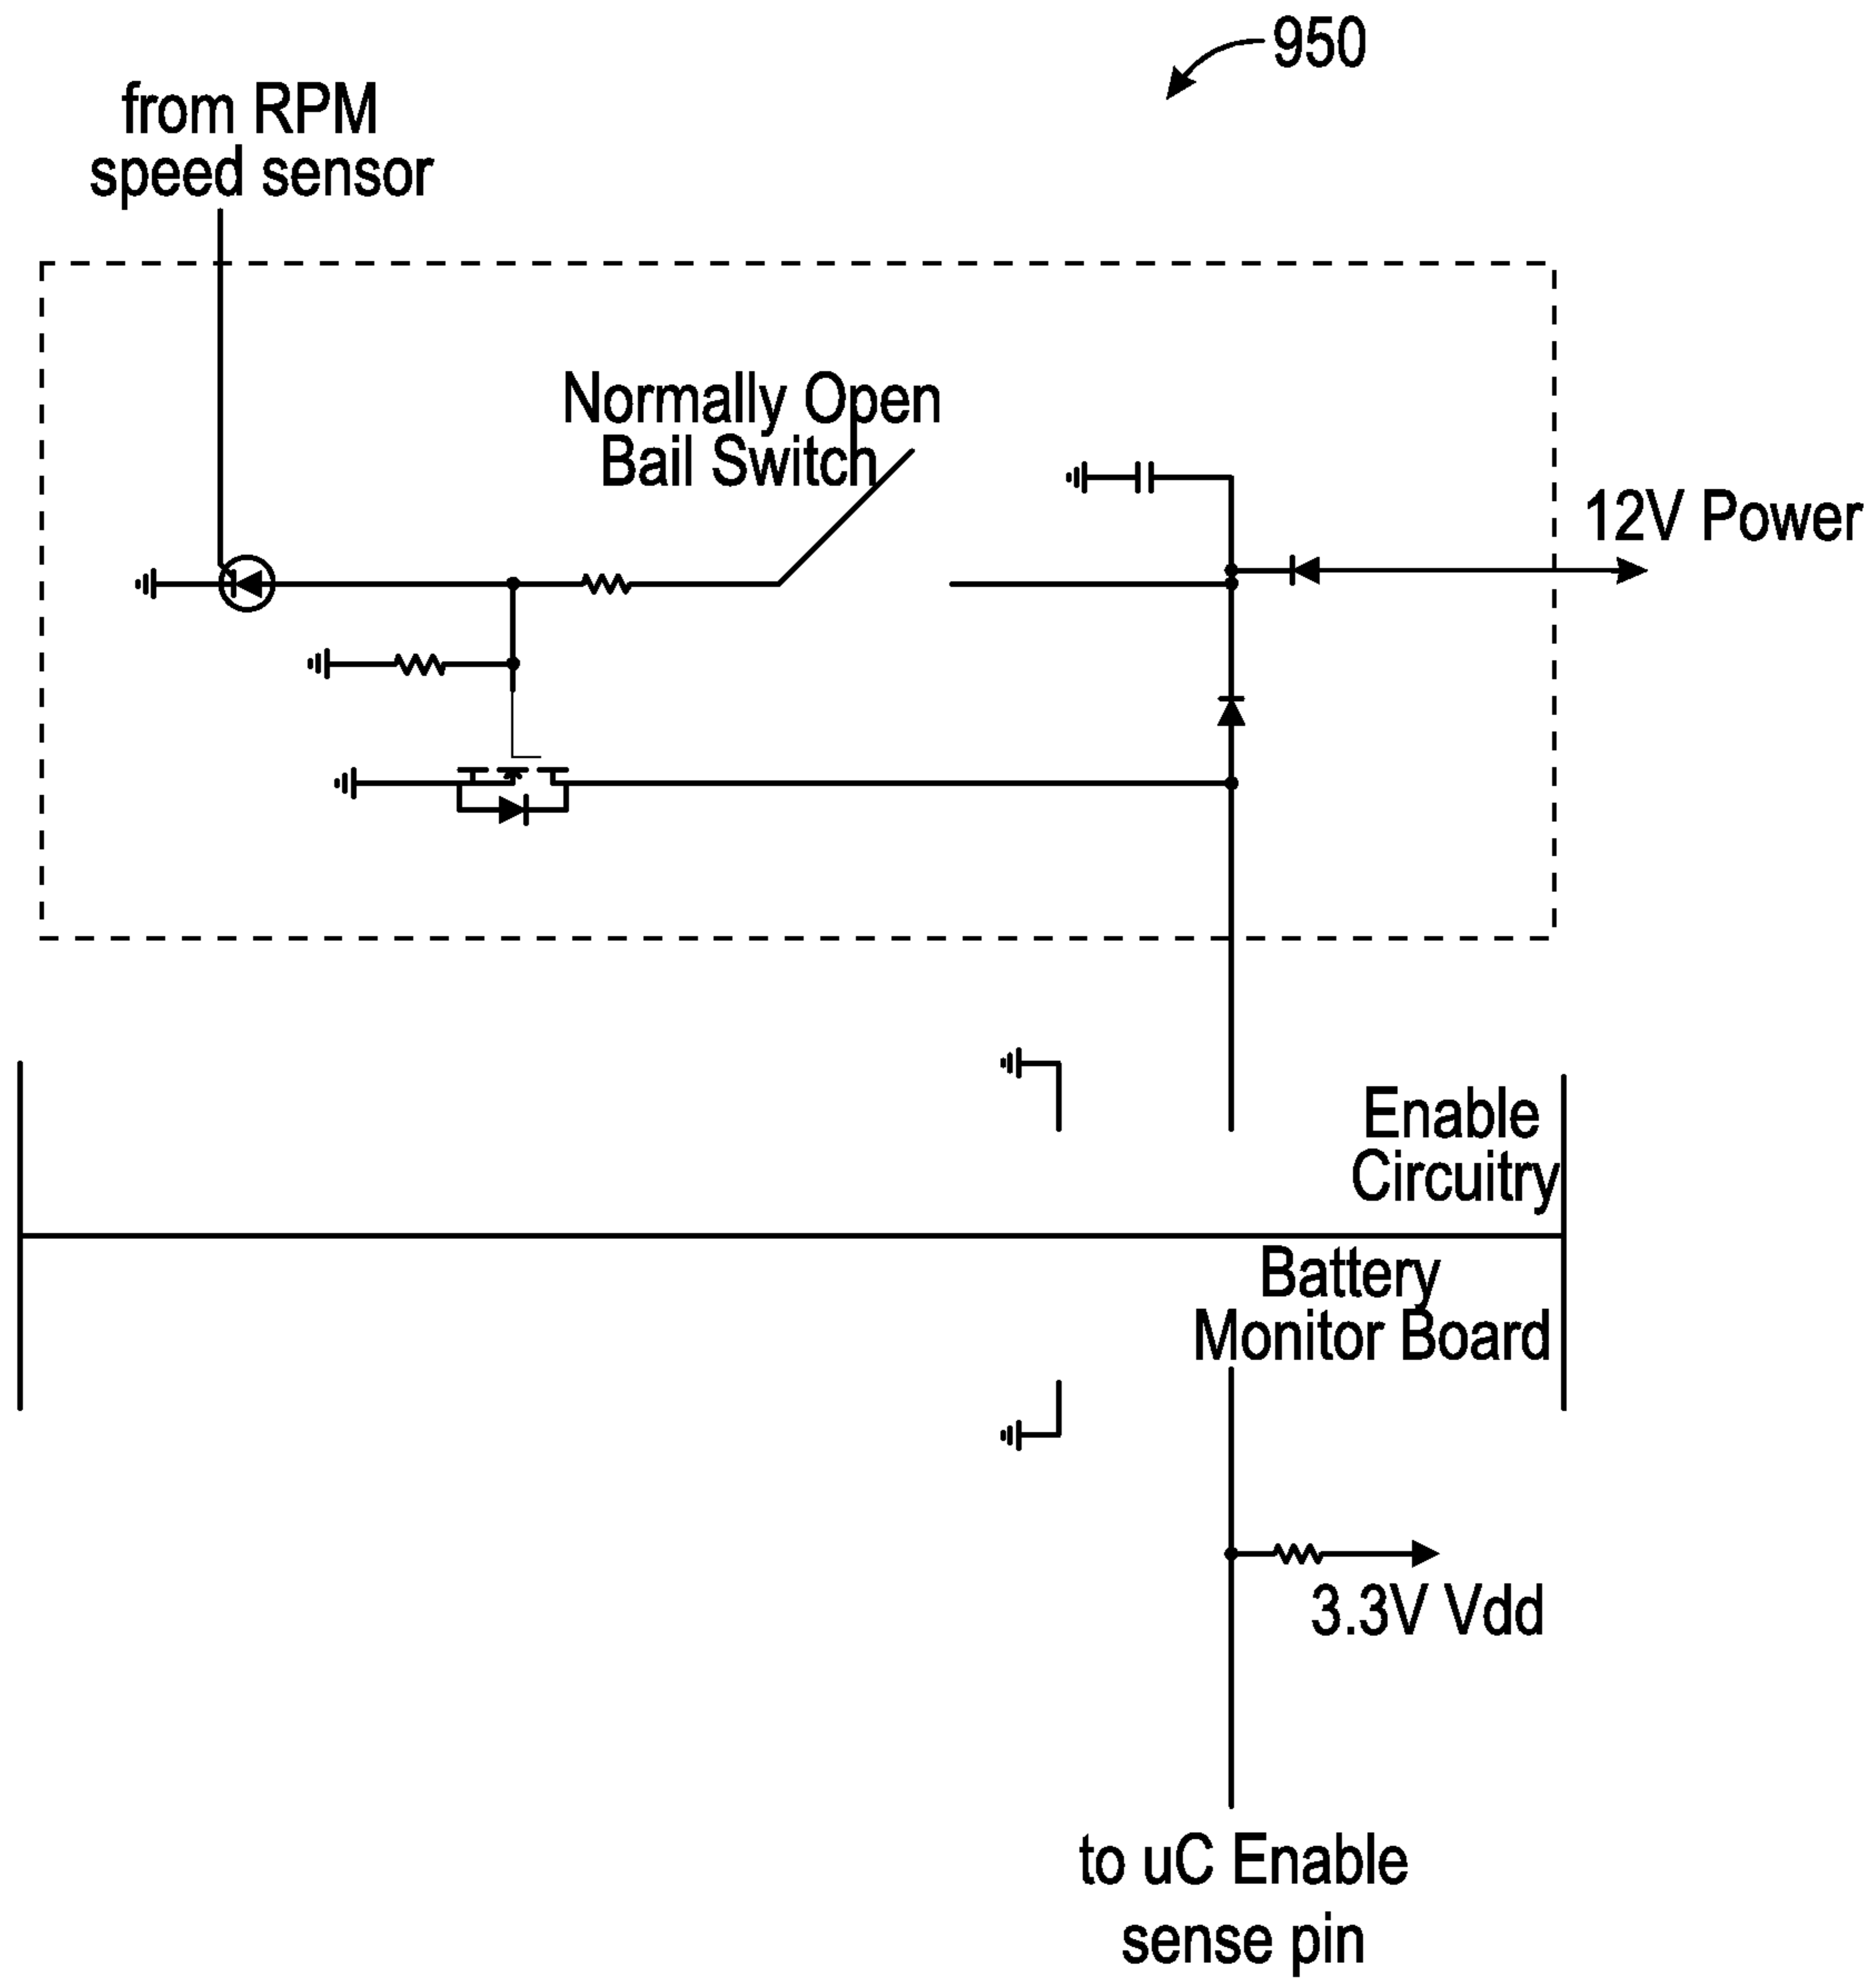 950
from RPM
speed sensor
Normally Open
Bail Switch
12V Power
Enable
Circuitry
Battery
Monitor Board
3.3V Vdd
to uC Enable
sense pin